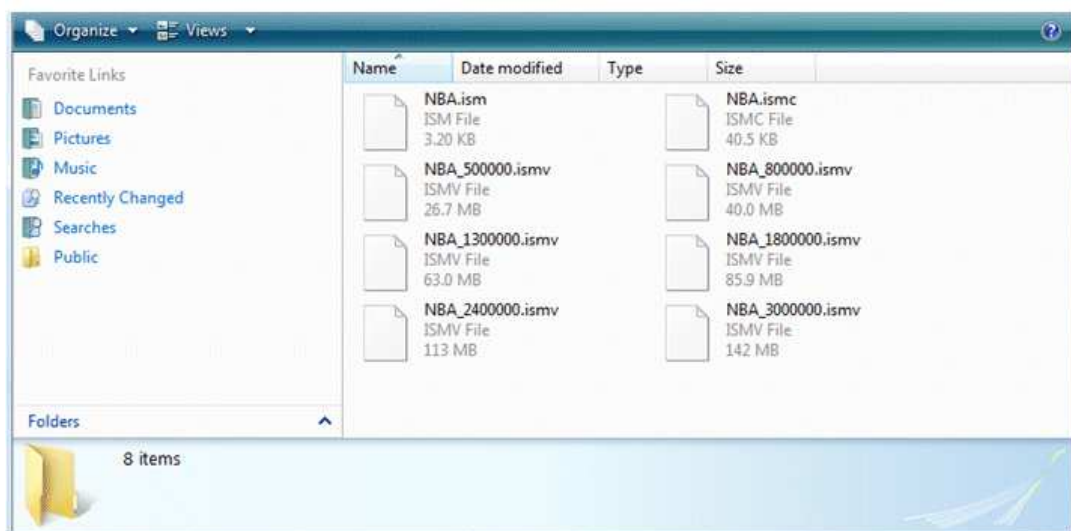 Organize Views
Favorite Links
Documents
Pictures
Music
Recently Changed
Searches
Public
Folders
Name Date modified Type Size
NBA.ism
ISM File
3.20 KB
NBA.ismc
ISMC File
40.5 KB
NBA_500000.ismv
ISMV File
26.7 MB
NBA_800000.ismv
ISMV File
40.0 MB
NBA_1300000.ismv
ISMV File
63.0 MB
NBA_1800000.ismv
ISMV File
85.9 MB
NBA_2400000.ismv
ISMV File
113 MB
NBA_3000000.ismv
ISMV File
142 MB
8 items